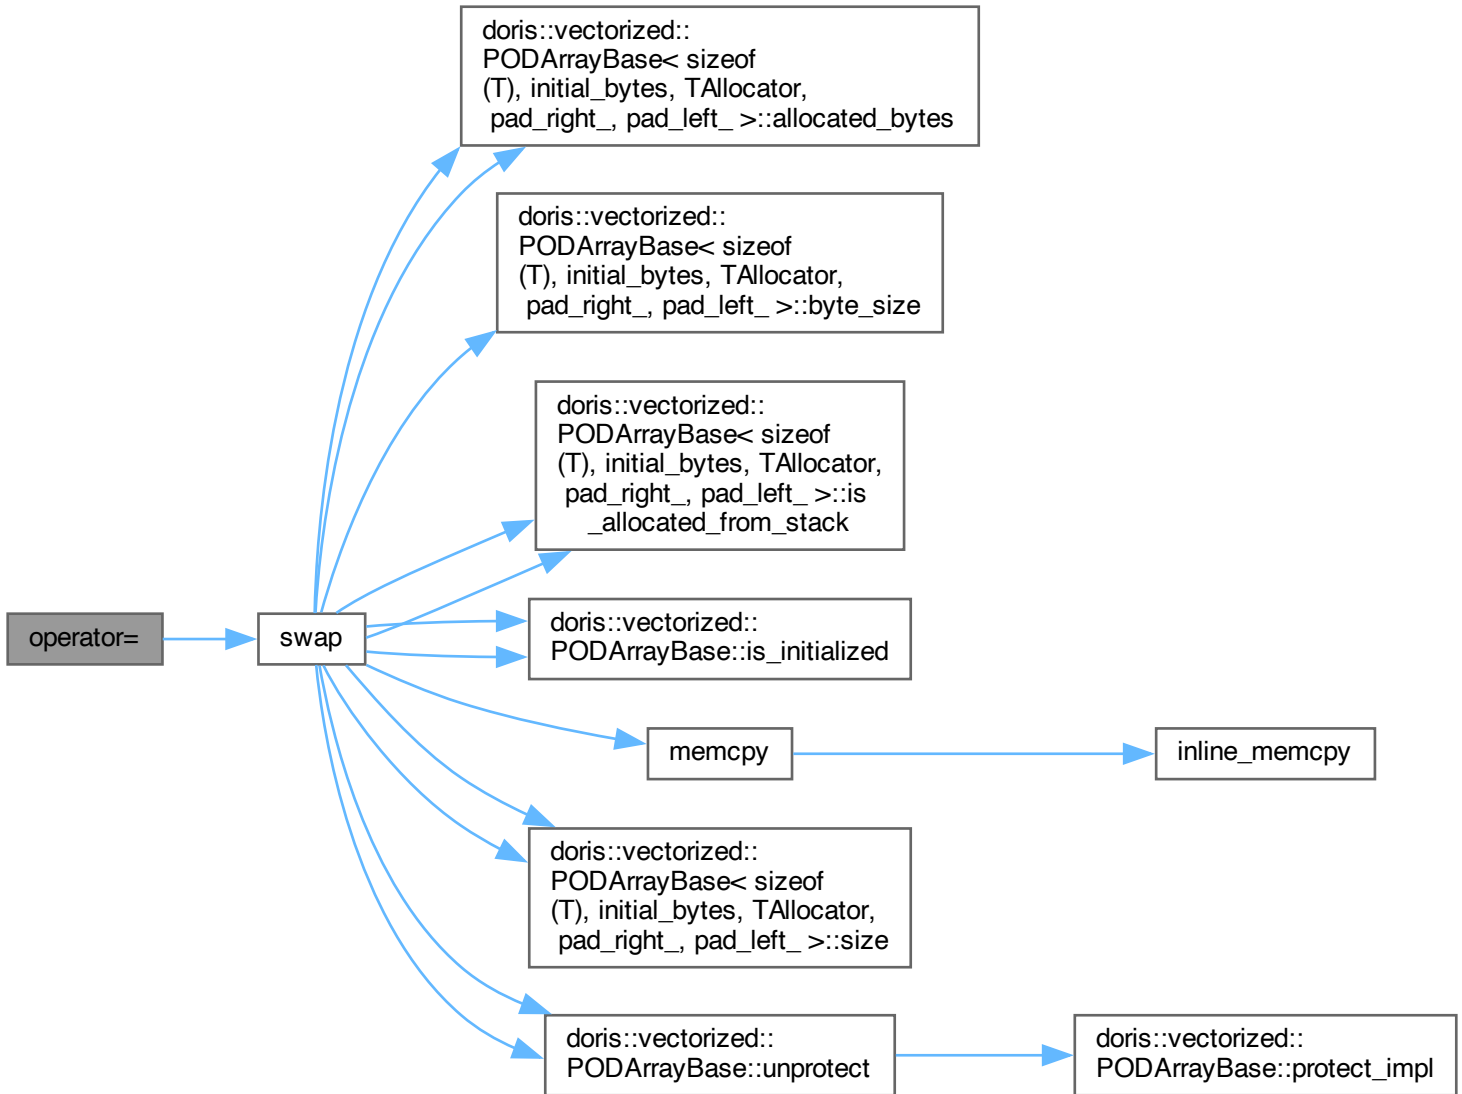 doris::vectorized::
PODArrayBase< sizeof
(T), initial_bytes, TAllocator,
pad_right_, pad_left_ >::allocated_bytes
doris::vectorized::
PODArrayBase< sizeof
(T), initial_bytes, TAllocator,
pad_right_, pad_left_ >::byte_size
doris::vectorized::
PODArrayBase< sizeof
(T), initial_bytes, TAllocator,
pad_right_, pad_left_ >::is
_allocated_from_stack
operator=
swap
doris::vectorized::
PODArrayBase::is_initialized
memcpy
inline_memcpy
doris::vectorized::
PODArrayBase< sizeof
(T), initial_bytes, TAllocator,
pad_right_, pad_left_ >::size
doris::vectorized::
PODArrayBase::unprotect
doris::vectorized::
PODArrayBase::protect_impl